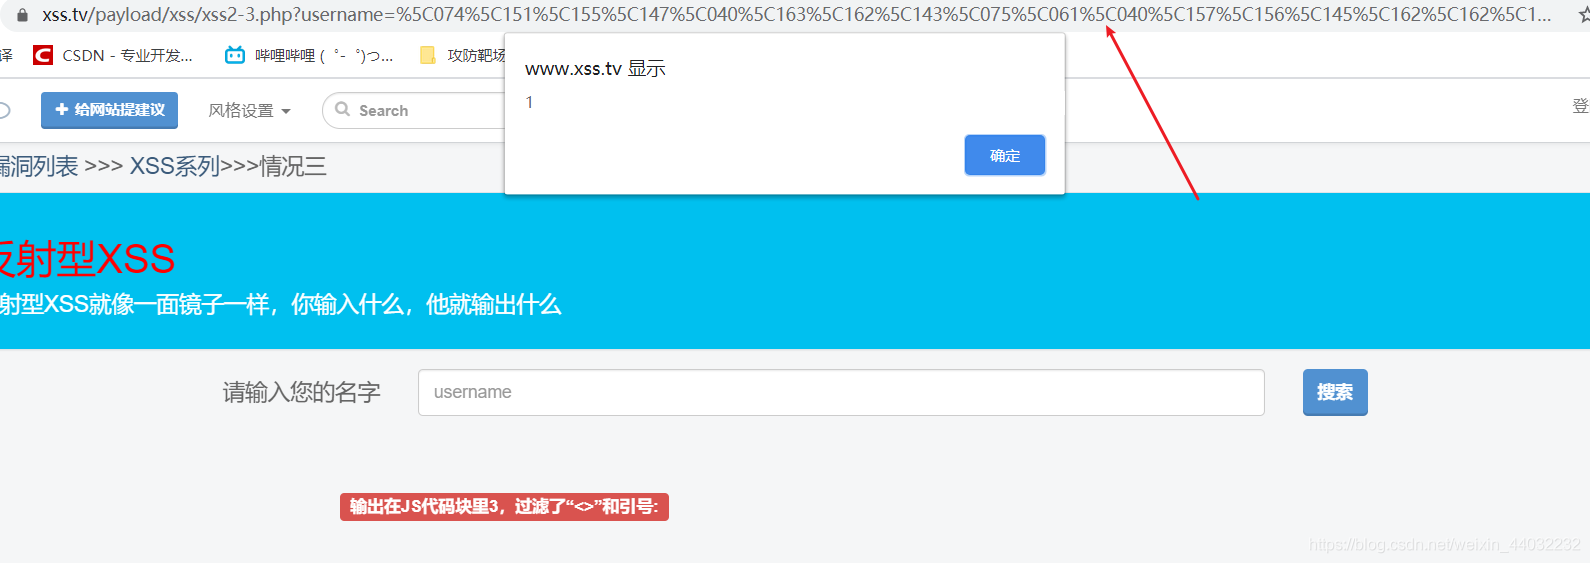 xss.tv/payload/xss/xss2-3.php?username=%5C074%5C151%5C155%5C147%5C040%5C163%5C162%5C143%5C075%5C061%5C040%5C157%5C156%5C145%5C162%5C162%5C1...
译 CSDN - 专业开发... 哔哩哔哩 ( ゜- ゜)つ... 攻防靶场
www.xss.tv 显示
1
确定
给网站提建议 风格设置 Search 登
漏洞列表 >>> XSS系列>>>情况三
反射型XSS
射型XSS就像一面镜子一样，你输入什么，他就输出什么
请输入您的名字 username 搜索
输出在JS代码块里3，过滤了“<>”和引号:
https://blog.csdn.net/weixin_44032232